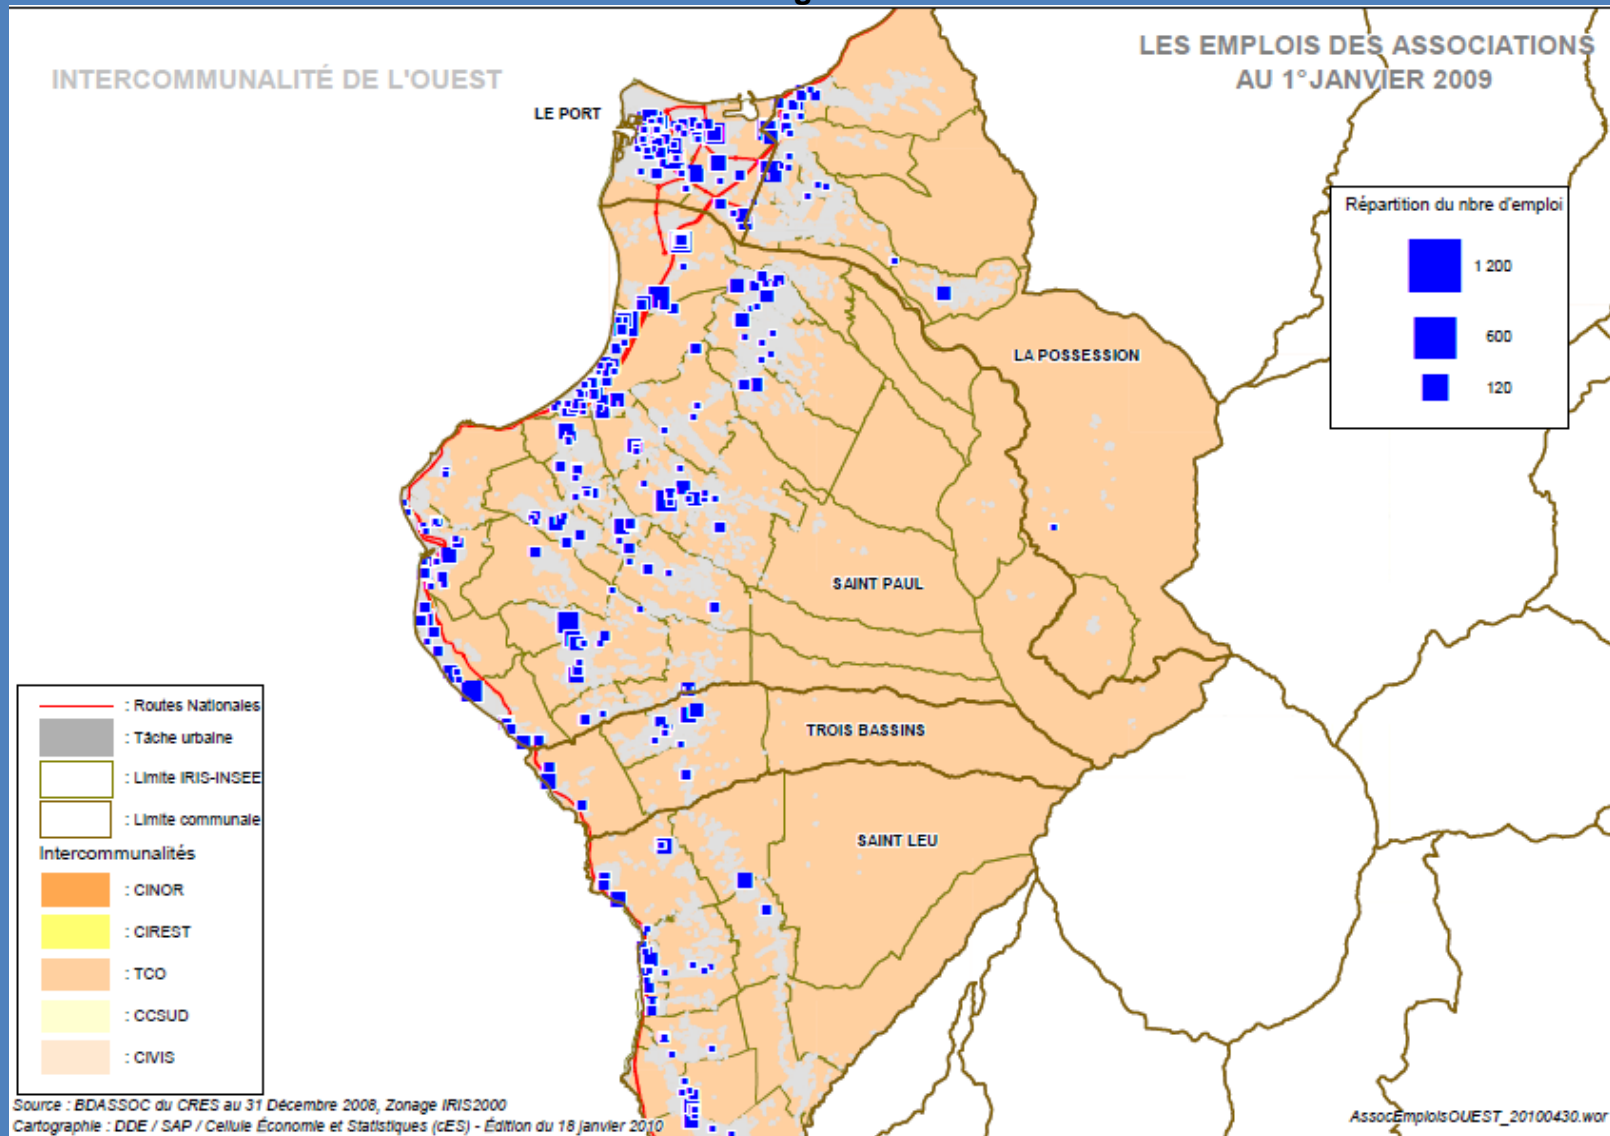 INTERCOMMUNALITÉ DE L'OUEST
LES EMPLOIS DES ASSOCIATIONS
AU 1°JANVIER 2009
LE PORT
Répartition du nbre d'emploi
1 200
600
120
LA POSSESSION
SAINT PAUL
TROIS BASSINS
SAINT LEU
: Routes Nationales
: Tâche urbaine
: Limite IRIS-INSEE
: Limite communale
Intercommunalités
: CINOR
: CIREST
: TCO
: CCSUD
: CIVIS
Source : BDASSOC du CRES au 31 Décembre 2008, Zonage IRIS2000
Cartographie : DDE / SAP / Cellule Économie et Statistiques (cES) - Édition du 18 janvier 2010
AssocEmploisOUEST_20100430.wor